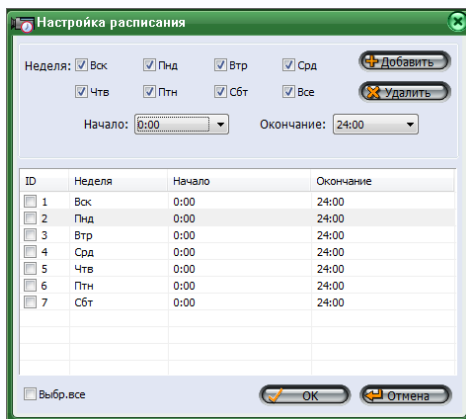 Настройка расписания
Неделя: Вск Пнд Втр Срд Добавить
Чтв Птн Сбт Все Удалить
Начало: 0:00 Окончание: 24:00
ID Неделя Начало Окончание
1 Вск 0:00 24:00
2 Пнд 0:00 24:00
3 Втр 0:00 24:00
4 Срд 0:00 24:00
5 Чтв 0:00 24:00
6 Птн 0:00 24:00
7 Сбт 0:00 24:00
Выбр.все OK Отмена